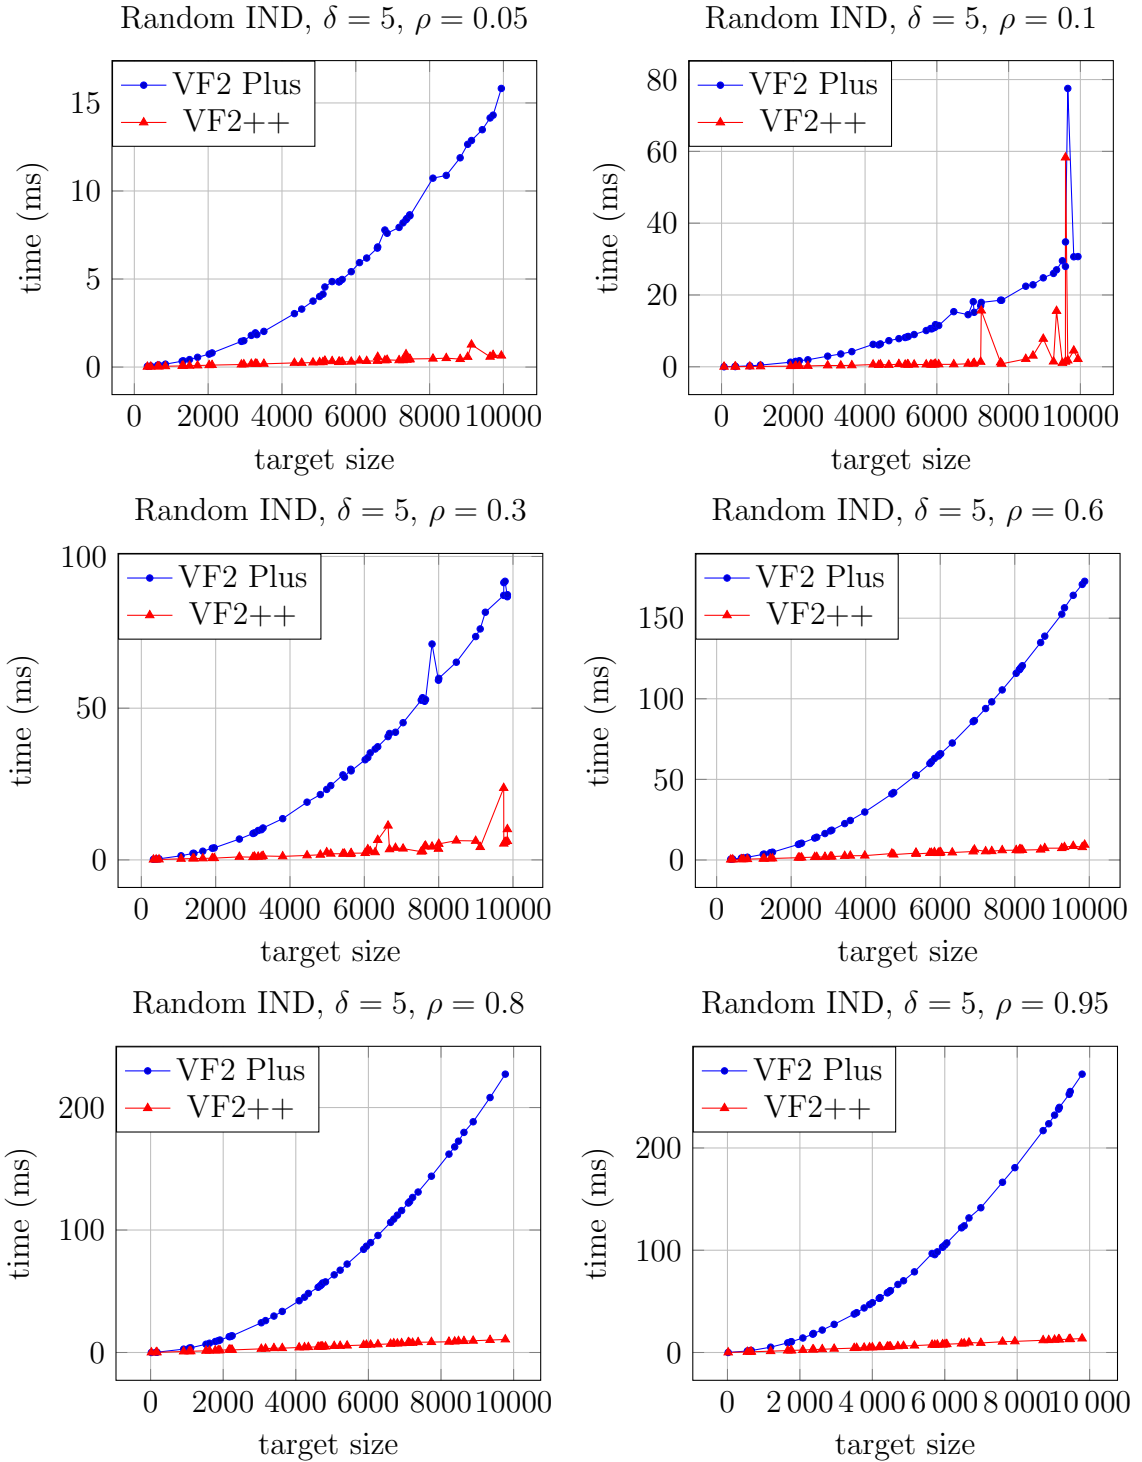 Random IND, δ = 5, ρ = 0.05
VF2 Plus
VF2++
time (ms)
15
10
5
0
0 2000 4000 6000 8000 10000
target size
Random IND, δ = 5, ρ = 0.1
VF2 Plus
VF2++
time (ms)
80
60
40
20
0
0 2000 4000 6000 8000 10000
target size
Random IND, δ = 5, ρ = 0.3
VF2 Plus
VF2++
time (ms)
100
50
0
0 2000 4000 6000 8000 10000
target size
Random IND, δ = 5, ρ = 0.6
VF2 Plus
VF2++
time (ms)
150
100
50
0
0 2000 4000 6000 8000 10000
target size
Random IND, δ = 5, ρ = 0.8
VF2 Plus
VF2++
time (ms)
200
100
0
0 2000 4000 6000 8000 10000
target size
Random IND, δ = 5, ρ = 0.95
VF2 Plus
VF2++
time (ms)
200
100
0
0 2 000 4 000 6 000 8 000 10 000
target size